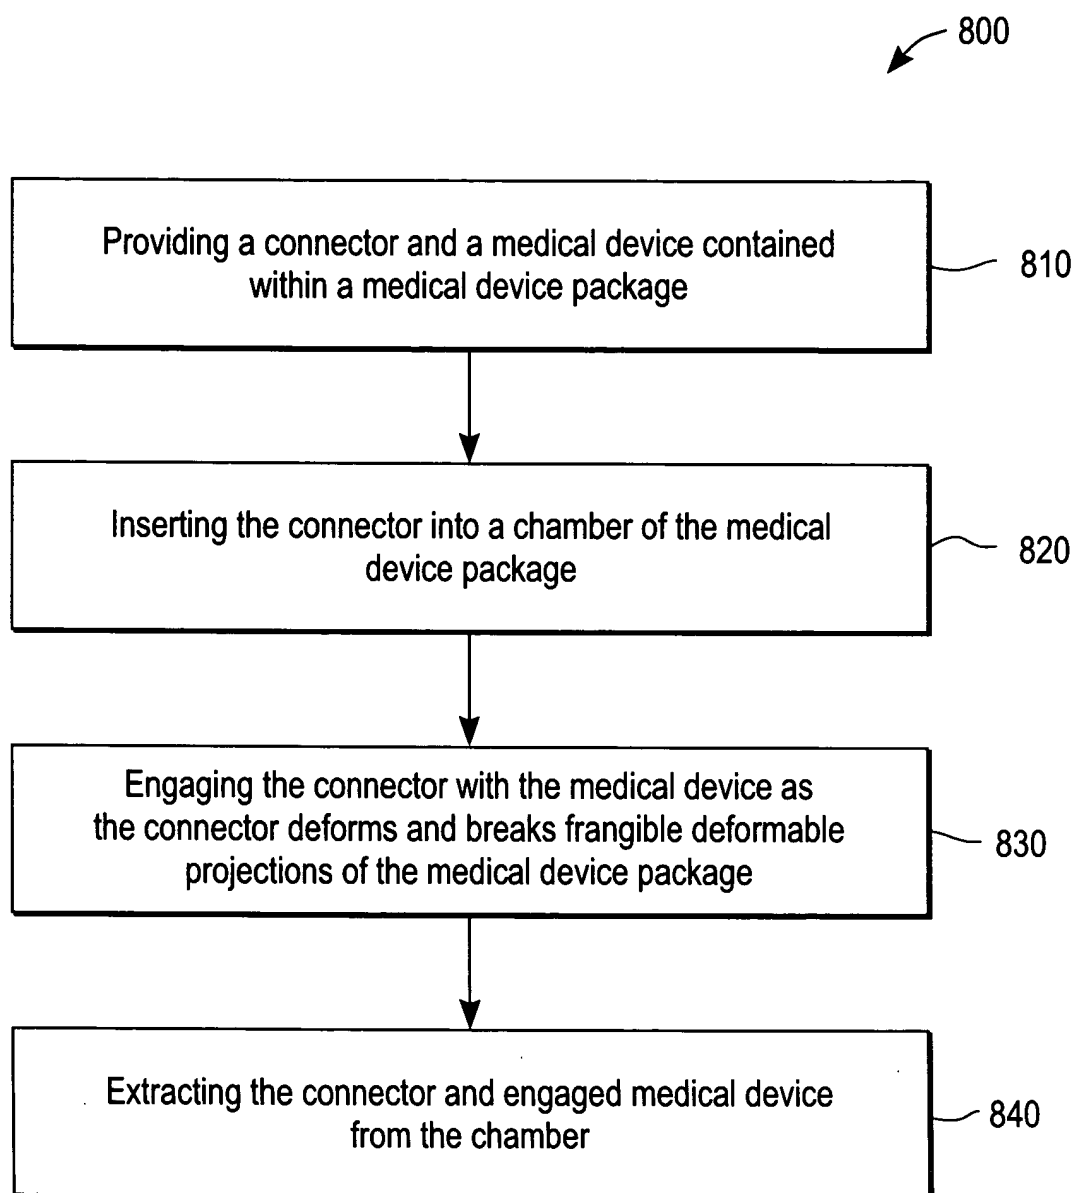 800
Providing a connector and a medical device contained
within a medical device package
810
Inserting the connector into a chamber of the medical
device package
820
Engaging the connector with the medical device as
the connector deforms and breaks frangible deformable
projections of the medical device package
830
Extracting the connector and engaged medical device
from the chamber
840